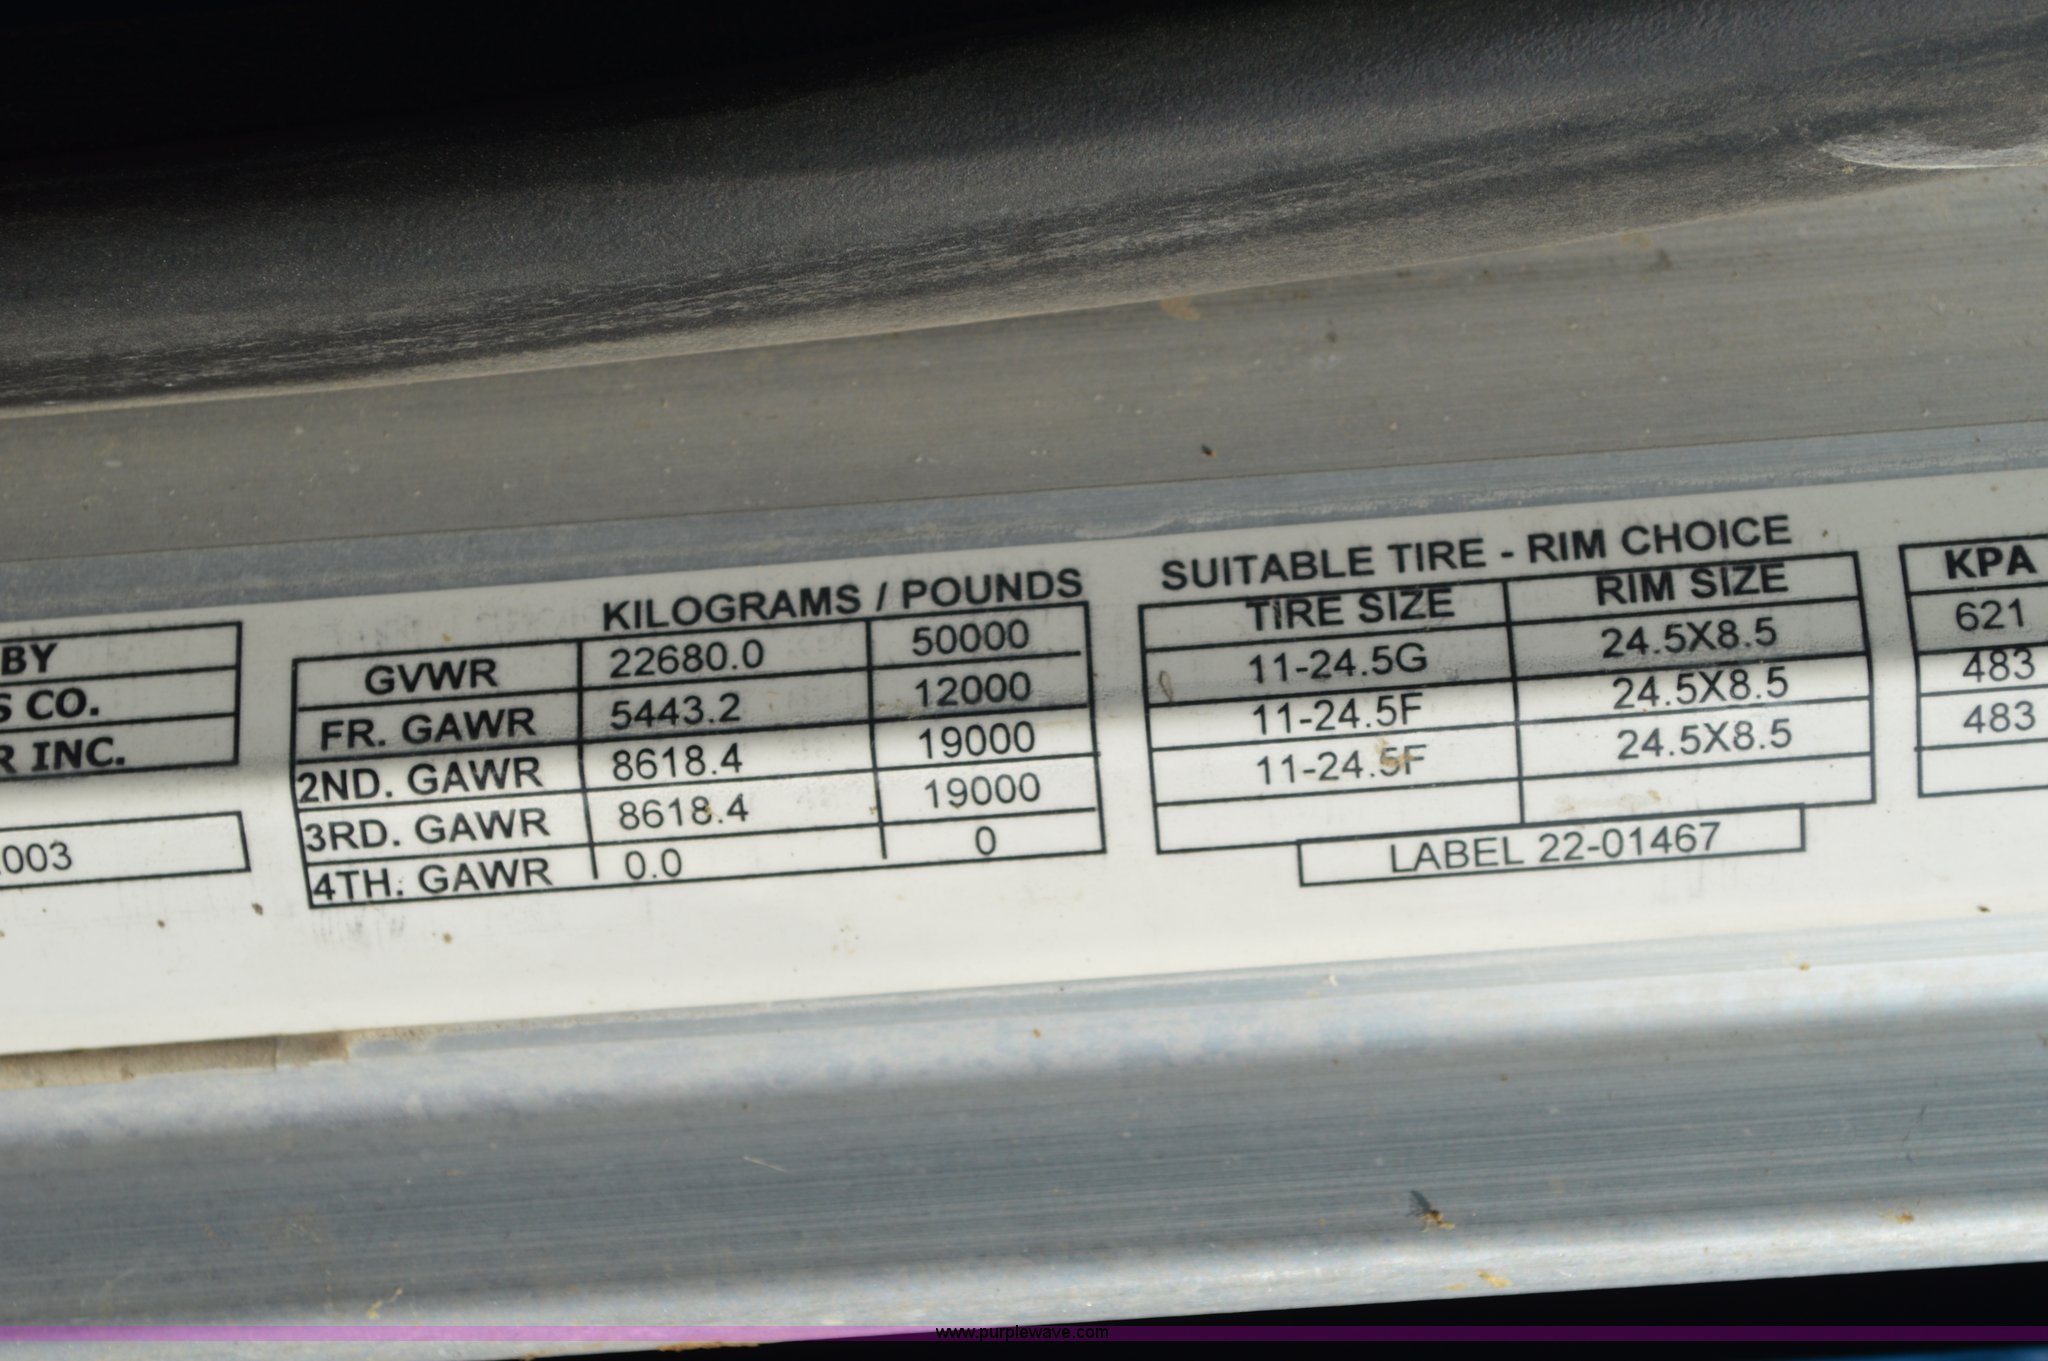 BY
S CO.
R INC.
003
KILOGRAMS / POUNDS
GVWR 22680.0 50000
FR. GAWR 5443.2 12000
2ND. GAWR 8618.4 19000
3RD. GAWR 8618.4 19000
4TH. GAWR 0.0 0
SUITABLE TIRE - RIM CHOICE
TIRE SIZE RIM SIZE
11-24.5G 24.5X8.5
11-24.5F 24.5X8.5
11-24.5F 24.5X8.5
LABEL 22-01467
KPA
621
483
483
www.purplewave.com